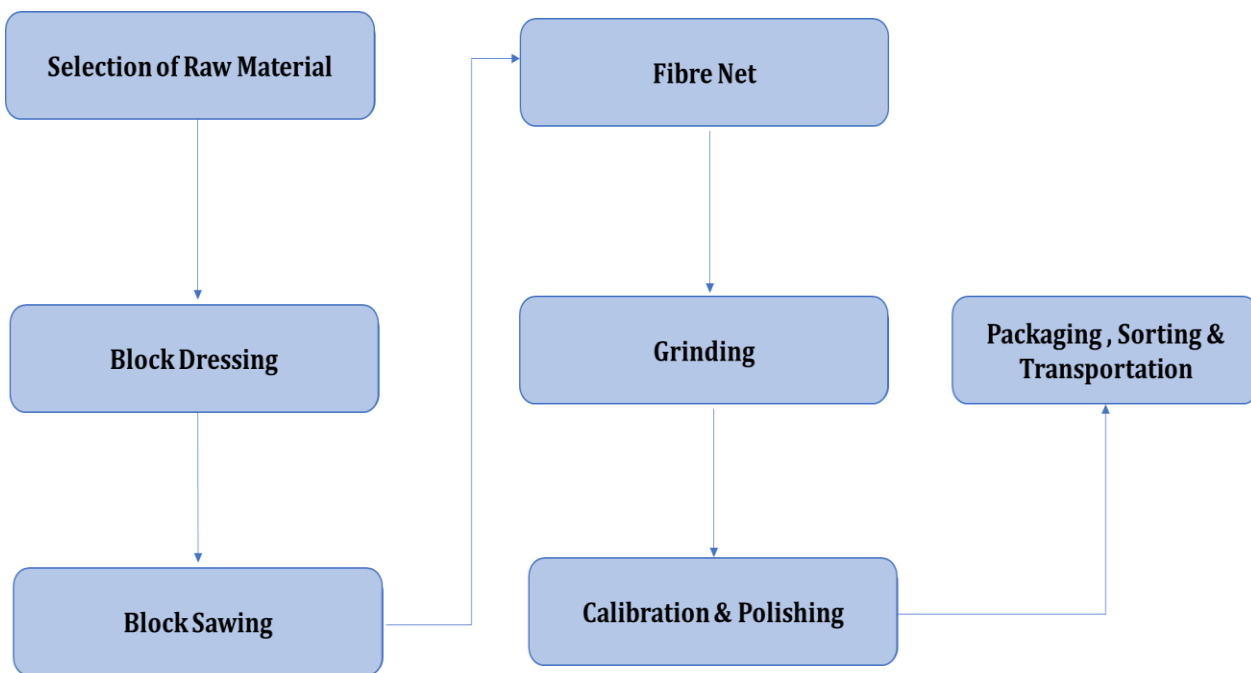 Selection of Raw Material
Block Dressing
Block Sawing
Fibre Net
Grinding
Calibration & Polishing
Packaging , Sorting &
Transportation